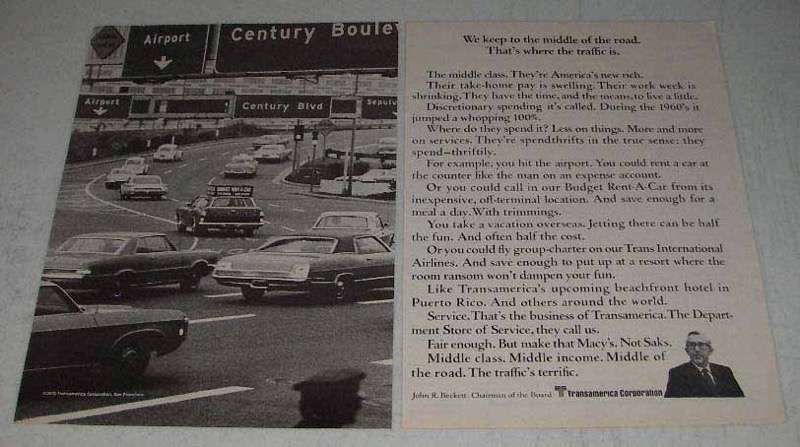 Airport
Century Boule
Airport
Century Blvd
Sepulv
BUDGET RENT-A-CAR
Transamerica Corporation, San Francisco
We keep to the middle of the road.
That's where the traffic is.
The middle class. They're America's new rich.
Their take-home pay is swelling. Their work week is
shrinking. They have the time, and the means, to live a little.
Discretionary spending it's called. During the 1960's it
jumped a whopping 100%.
Where do they spend it? Less on things. More and more
on services. They're spendthrifts in the true sense: they
spend—thriftily.
For example, you hit the airport. You could rent a car at
the counter like the man on an expense account.
Or you could call in our Budget Rent-A-Car from its
inexpensive, off-terminal location. And save enough for a
meal a day. With trimmings.
You take a vacation overseas. Jetting there can be half
the fun. And often half the cost.
Or you could fly group-charter on our Trans International
Airlines. And save enough to put up at a resort where the
room ransom won't dampen your fun.
Like Transamerica's upcoming beachfront hotel in
Puerto Rico. And others around the world.
Service. That's the business of Transamerica. The Depart-
ment Store of Service, they call us.
Fair enough. But make that Macy's. Not Saks.
Middle class. Middle income. Middle of
the road. The traffic's terrific.
John R. Beckett. Chairman of the Board
Transamerica Corporation